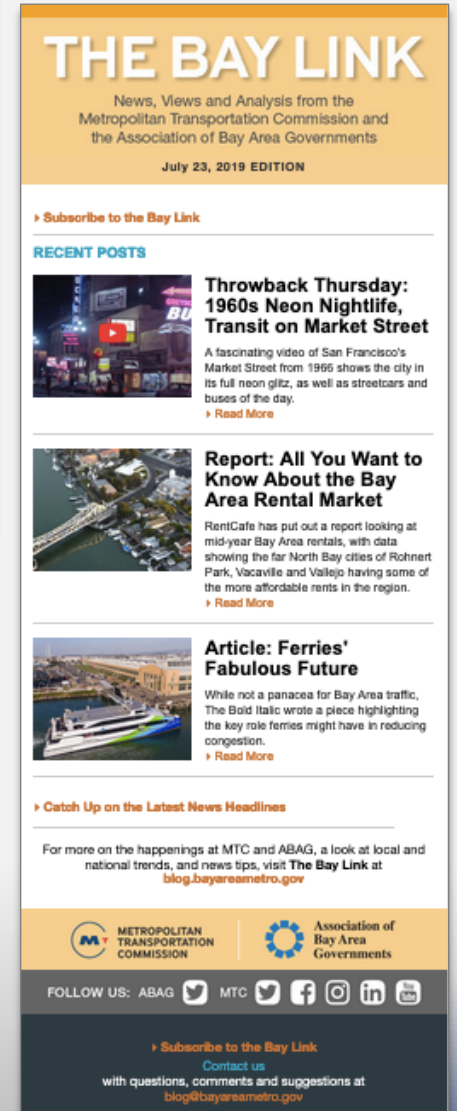 THE BAY LINK
News, Views and Analysis from the
Metropolitan Transportation Commission and
the Association of Bay Area Governments
July 23, 2019 EDITION
Subscribe to the Bay Link
RECENT POSTS
Throwback Thursday:
1960s Neon Nightlife,
Transit on Market Street
A fascinating video of San Francisco's
Market Street from 1966 shows the city in
its full neon glitz, as well as streetcars and
buses of the day.
Read More
Report: All You Want to
Know About the Bay
Area Rental Market
RentCafe has put out a report looking at
mid-year Bay Area rentals, with data
showing the far North Bay cities of Rohnert
Park, Vacaville and Vallejo having some of
the more affordable rents in the region.
Read More
Article: Ferries'
Fabulous Future
While not a panacea for Bay Area traffic,
The Bold Italic wrote a piece highlighting
the key role ferries might have in reducing
congestion.
Read More
Catch Up on the Latest News Headlines
For more on the happenings at MTC and ABAG, a look at local and
national trends, and news tips, visit The Bay Link at
blog.bayareametro.gov
METROPOLITAN
TRANSPORTATION
COMMISSION
Association of
Bay Area
Governments
FOLLOW US: ABAG MTC
Subscribe to the Bay Link
Contact us
with questions, comments and suggestions at
blog@bayareametro.gov